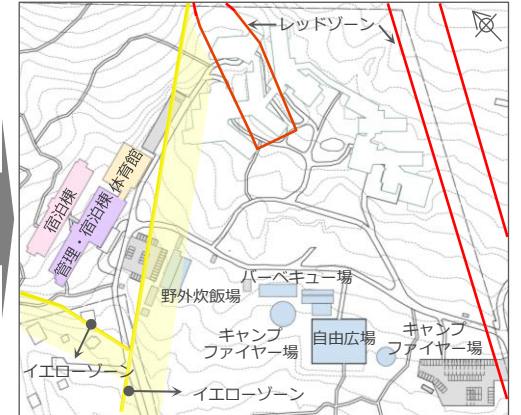 レッドゾーン
体育館
宿泊棟
管理・宿泊棟
野外炊飯場
バーベキュー場
キャンプ
ファイヤー場
自由広場
キャンプ
ファイヤー場
イエローゾーン
イエローゾーン